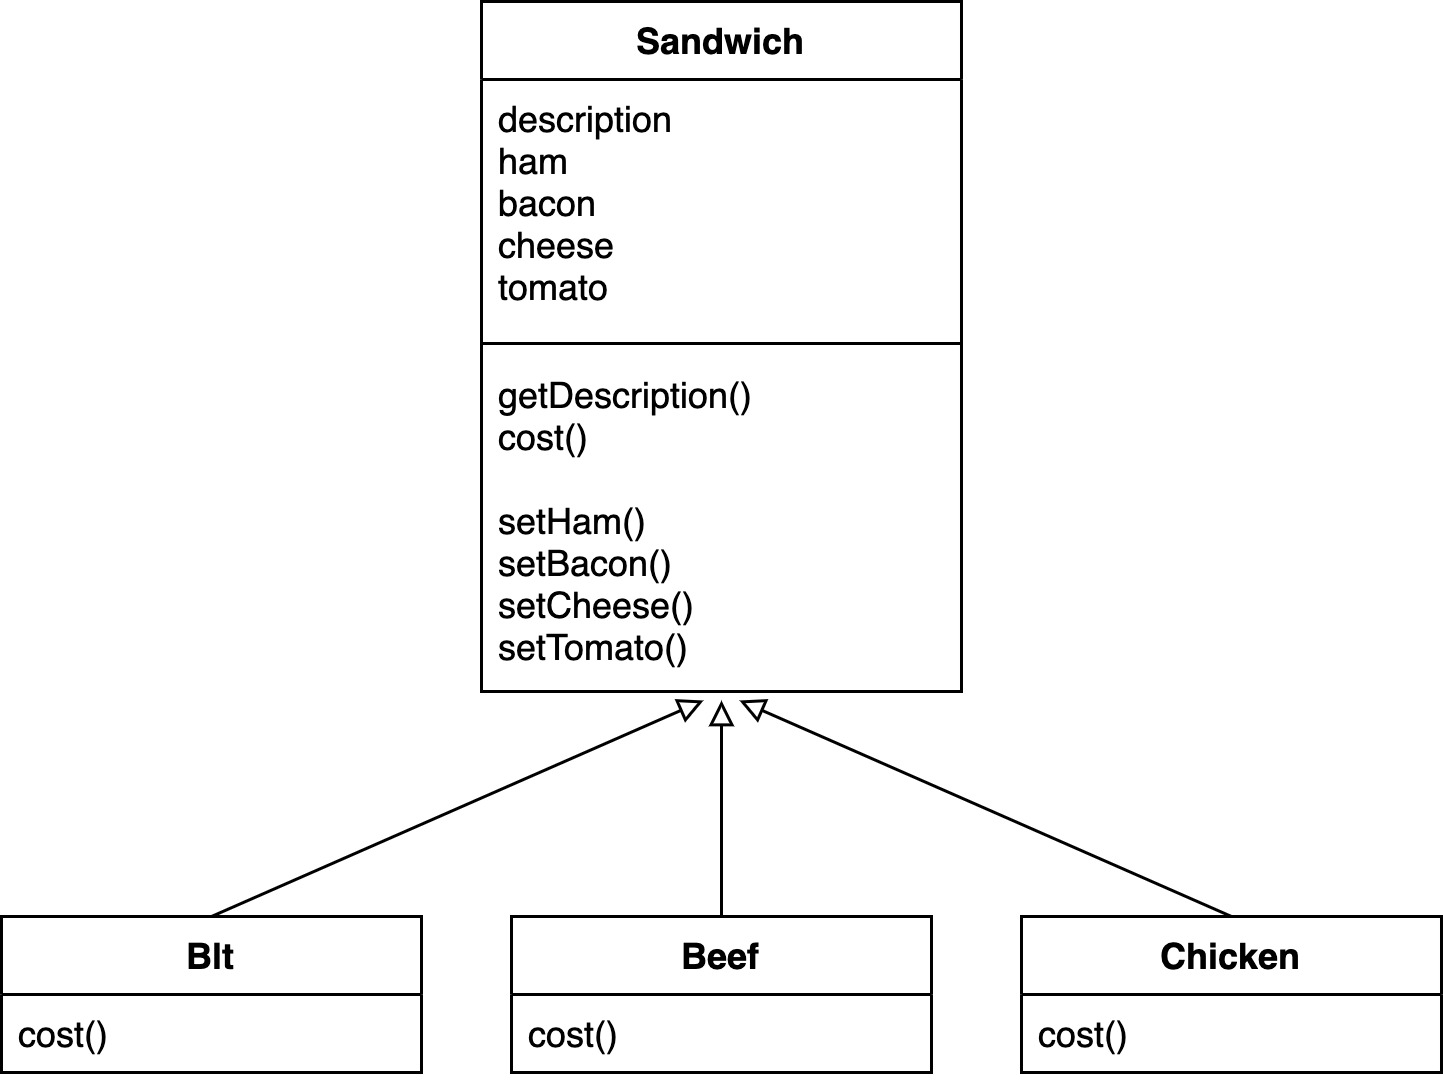 Sandwich
description
ham
bacon
cheese
tomato
getDescription()
cost()
setHam()
setBacon()
setCheese()
setTomato()
Blt
cost()
Beef
cost()
Chicken
cost()